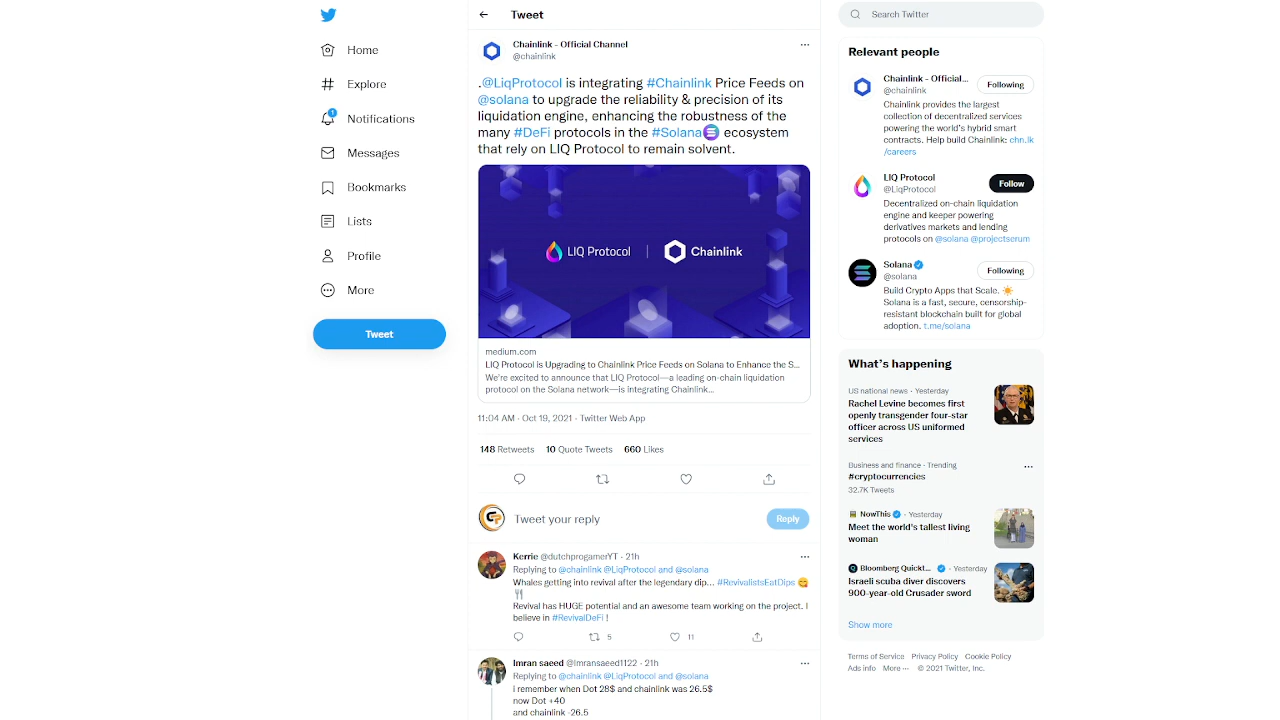 Home
Explore
1
Notifications
Messages
Bookmarks
Lists
Profile
More
Tweet
Tweet
Chainlink - Official Channel
@chainlink
.@LiqProtocol is integrating #Chainlink Price Feeds on
@solana to upgrade the reliability & precision of its
liquidation engine, enhancing the robustness of the
many #DeFi protocols in the #Solana ecosystem
that rely on LIQ Protocol to remain solvent.
LIQ Protocol | Chainlink
medium.com
LIQ Protocol is Upgrading to Chainlink Price Feeds on Solana to Enhance the S...
We're excited to announce that LIQ Protocol—a leading on-chain liquidation
protocol on the Solana network—is integrating Chainlink...
11:04 AM · Oct 19, 2021 · Twitter Web App
148 Retweets 10 Quote Tweets 660 Likes
Tweet your reply
Reply
Kerrie @dutchprogamerYT · 21h
Replying to @chainlink @LiqProtocol and @solana
Whales getting into revival after the legendary dip... #RevivalistsEatDips 😋
🍴
Revival has HUGE potential and an awesome team working on the project. I
believe in #RevivalDeFi !
5 11
Imran saeed @Imransaeed1122 · 21h
Replying to @chainlink @LiqProtocol and @solana
i remember when Dot 28$ and chainlink was 26.5$
now Dot +40
and chainlink -26.5
Search Twitter
Relevant people
Chainlink - Official...
@chainlink
Following
Chainlink provides the largest
collection of decentralized services
powering the world's hybrid smart
contracts. Help build Chainlink: chn.lk
/careers
LIQ Protocol
@LiqProtocol
Follow
Decentralized on-chain liquidation
engine and keeper powering
derivatives markets and lending
protocols on @solana @projectserum
Solana
@solana
Following
Build Crypto Apps that Scale. ☀️
Solana is a fast, secure, censorship-
resistant blockchain built for global
adoption. t.me/solana
What's happening
US national news · Yesterday
Rachel Levine becomes first
openly transgender four-star
officer across US uniformed
services
Business and finance · Trending
#cryptocurrencies
32.7K Tweets
NowThis · Yesterday
Meet the world's tallest living
woman
Bloomberg Quickt... · Yesterday
Israeli scuba diver discovers
900-year-old Crusader sword
Show more
Terms of Service Privacy Policy Cookie Policy
Ads info More ··· © 2021 Twitter, Inc.